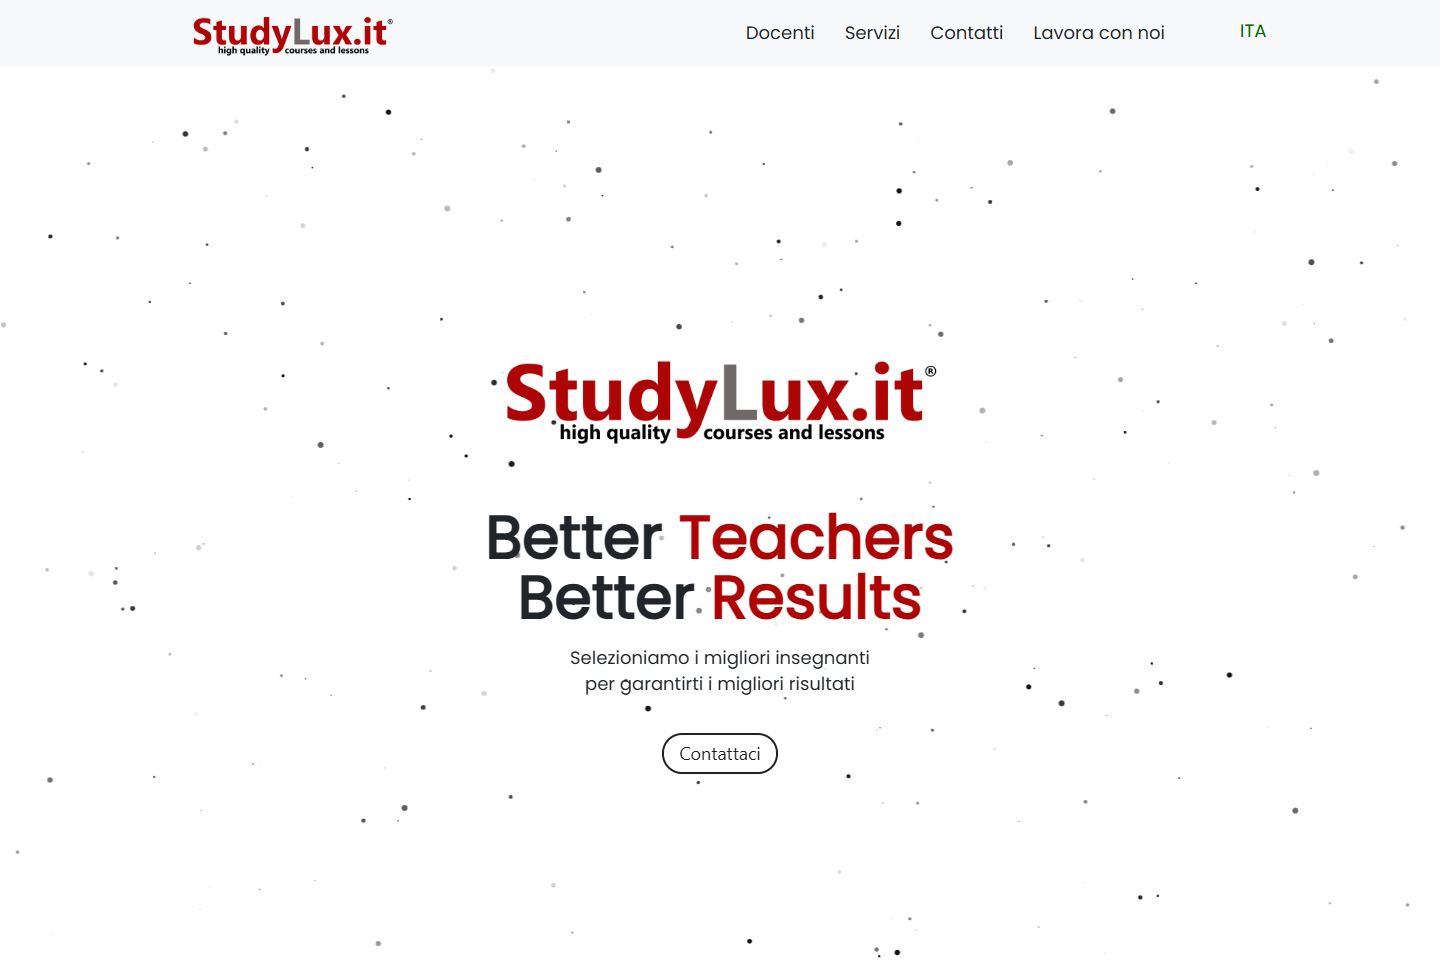 StudyLux.it®
high quality courses and lessons
Docenti
Servizi
Contatti
Lavora con noi
ITA
StudyLux.it®
high quality courses and lessons
Better Teachers
Better Results
Selezioniamo i migliori insegnanti
per garantirti i migliori risultati
Contattaci